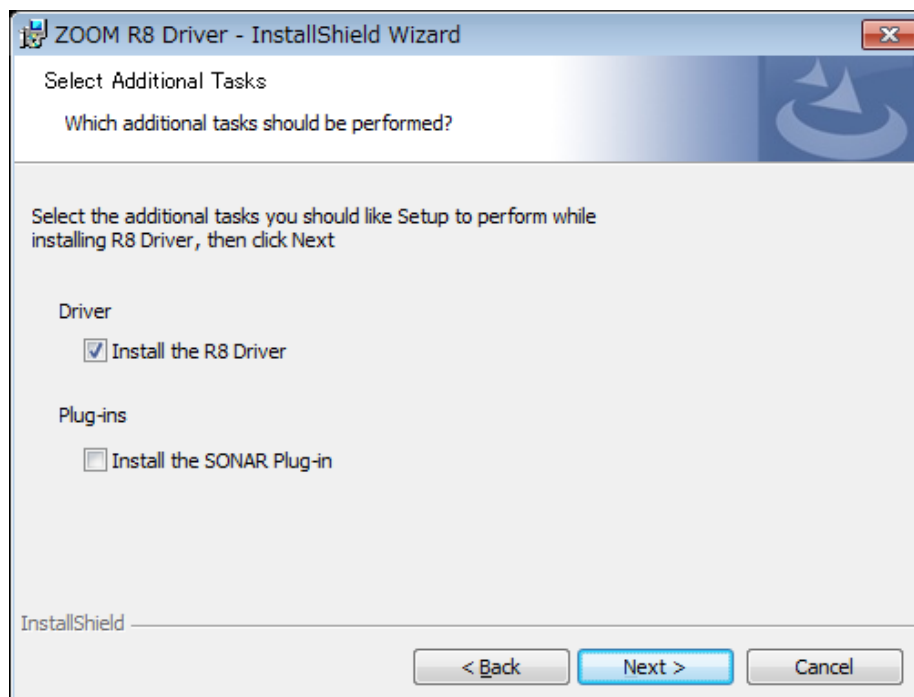 ZOOM R8 Driver - InstallShield Wizard
Select Additional Tasks
Which additional tasks should be performed?
Select the additional tasks you should like Setup to perform while
installing R8 Driver, then click Next
Driver
Install the R8 Driver
Plug-ins
Install the SONAR Plug-in
InstallShield
< Back Next > Cancel